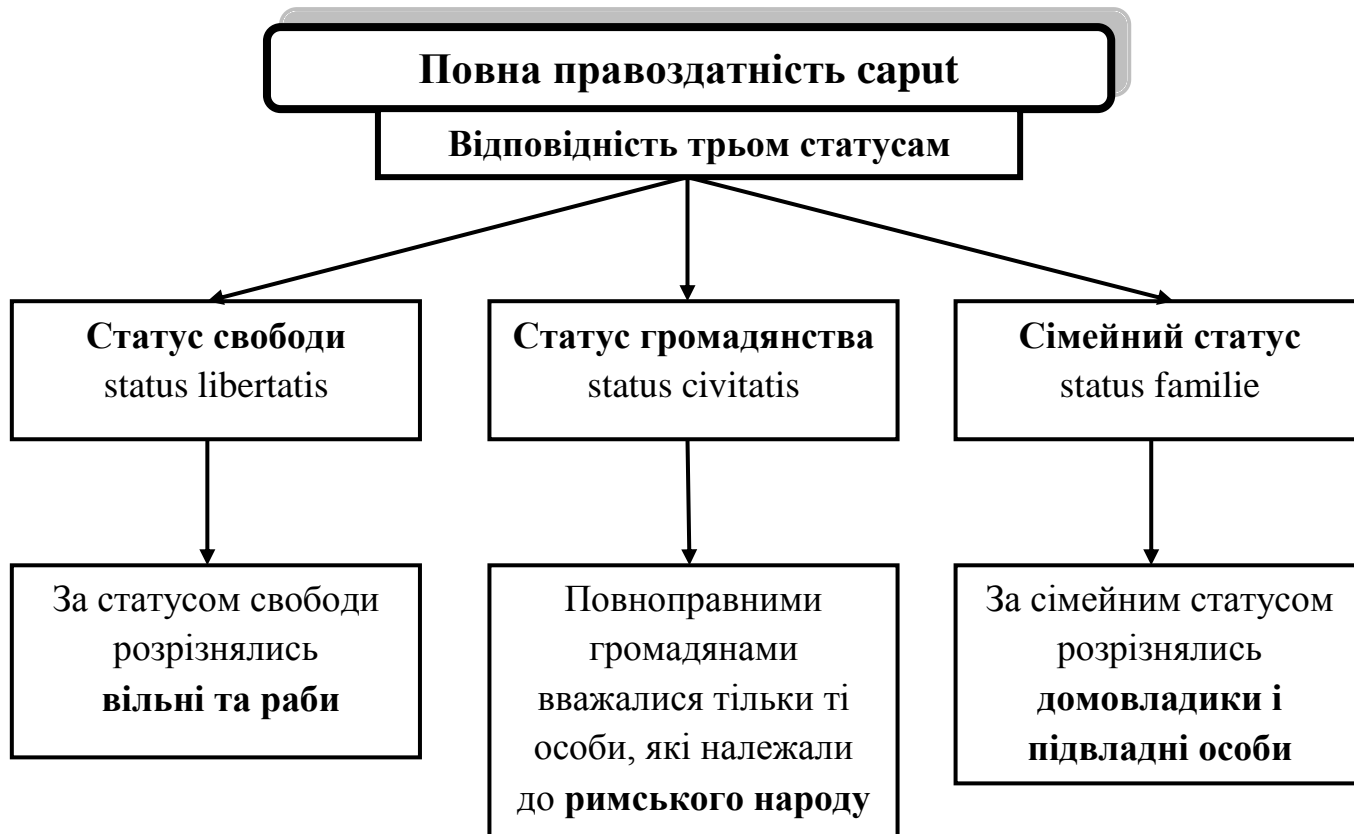 Повна правоздатність caput
Відповідність трьом статусам
Статус свободи
status libertatis
Статус громадянства
status civitatis
Сімейний статус
status familie
За статусом свободи
розрізнялись
вільні та раби
Повноправними
громадянами
вважалися тільки ті
особи, які належали
до римського народу
За сімейним статусом
розрізнялись
домовладики і
підвладні особи